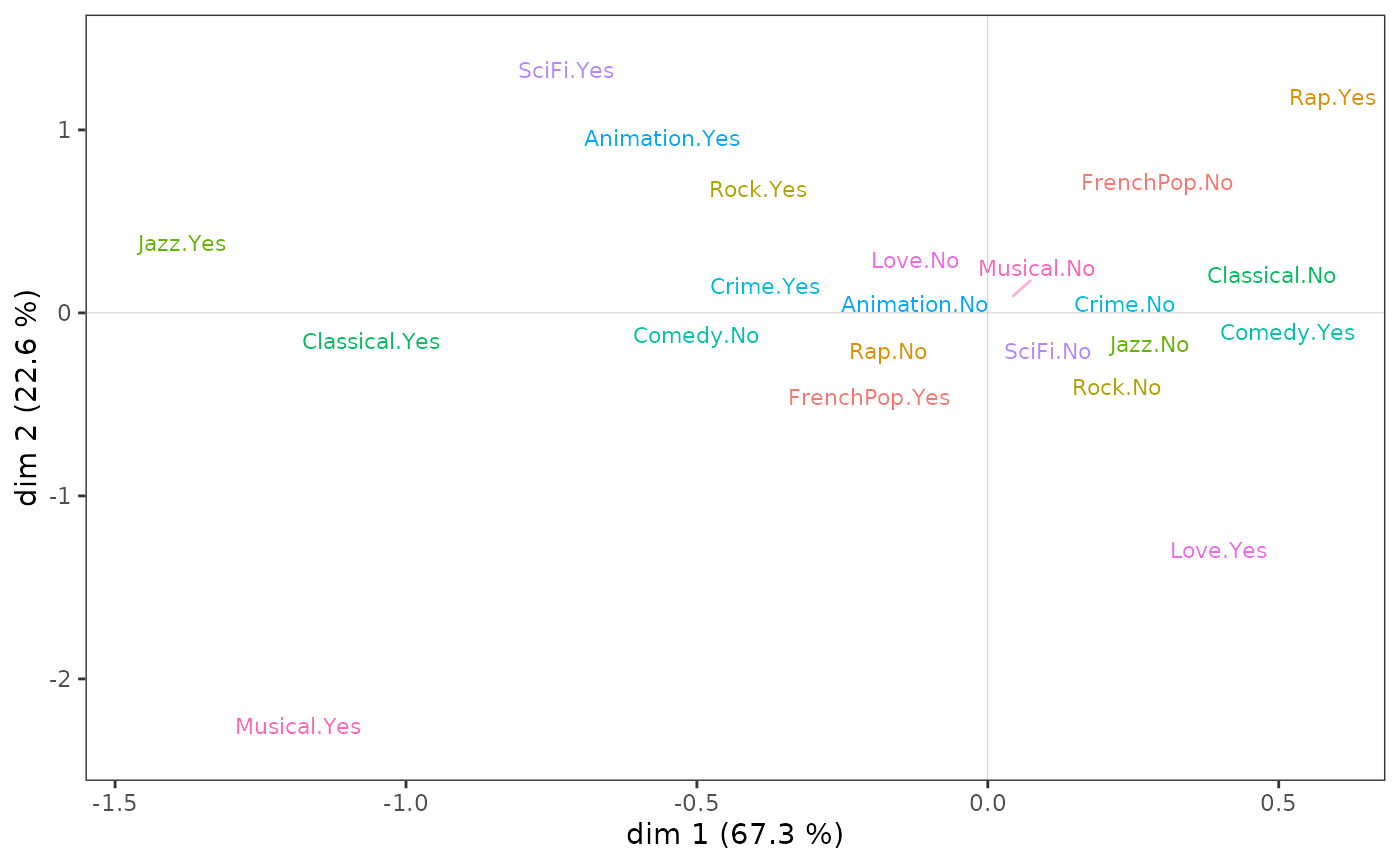 SciFi.Yes
Rap.Yes
1
Animation.Yes
FrenchPop.No
Rock.Yes
Jazz.Yes
Love.No
Musical.No
Classical.No
Crime.Yes
Animation.No
Crime.No
0
Classical.Yes
Comedy.No
Comedy.Yes
Rap.No
SciFi.No
Jazz.No
Rock.No
FrenchPop.Yes
dim 2 (22.6 %)
-1
Love.Yes
-2
Musical.Yes
-1.5 -1.0 -0.5 0.0 0.5
dim 1 (67.3 %)